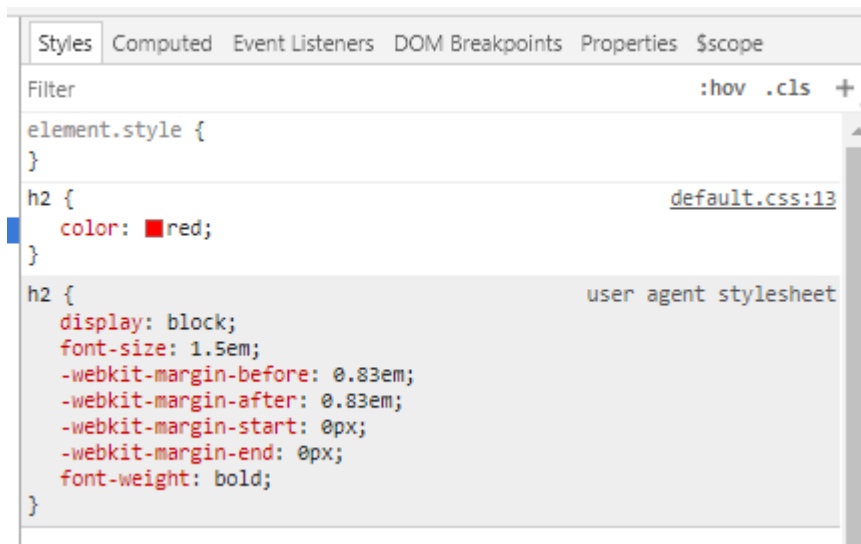 Styles Computed Event Listeners DOM Breakpoints Properties $scope
Filter :hov .cls +
element.style {
}
h2 { default.css:13
color: red;
}
h2 { user agent stylesheet
display: block;
font-size: 1.5em;
-webkit-margin-before: 0.83em;
-webkit-margin-after: 0.83em;
-webkit-margin-start: 0px;
-webkit-margin-end: 0px;
font-weight: bold;
}